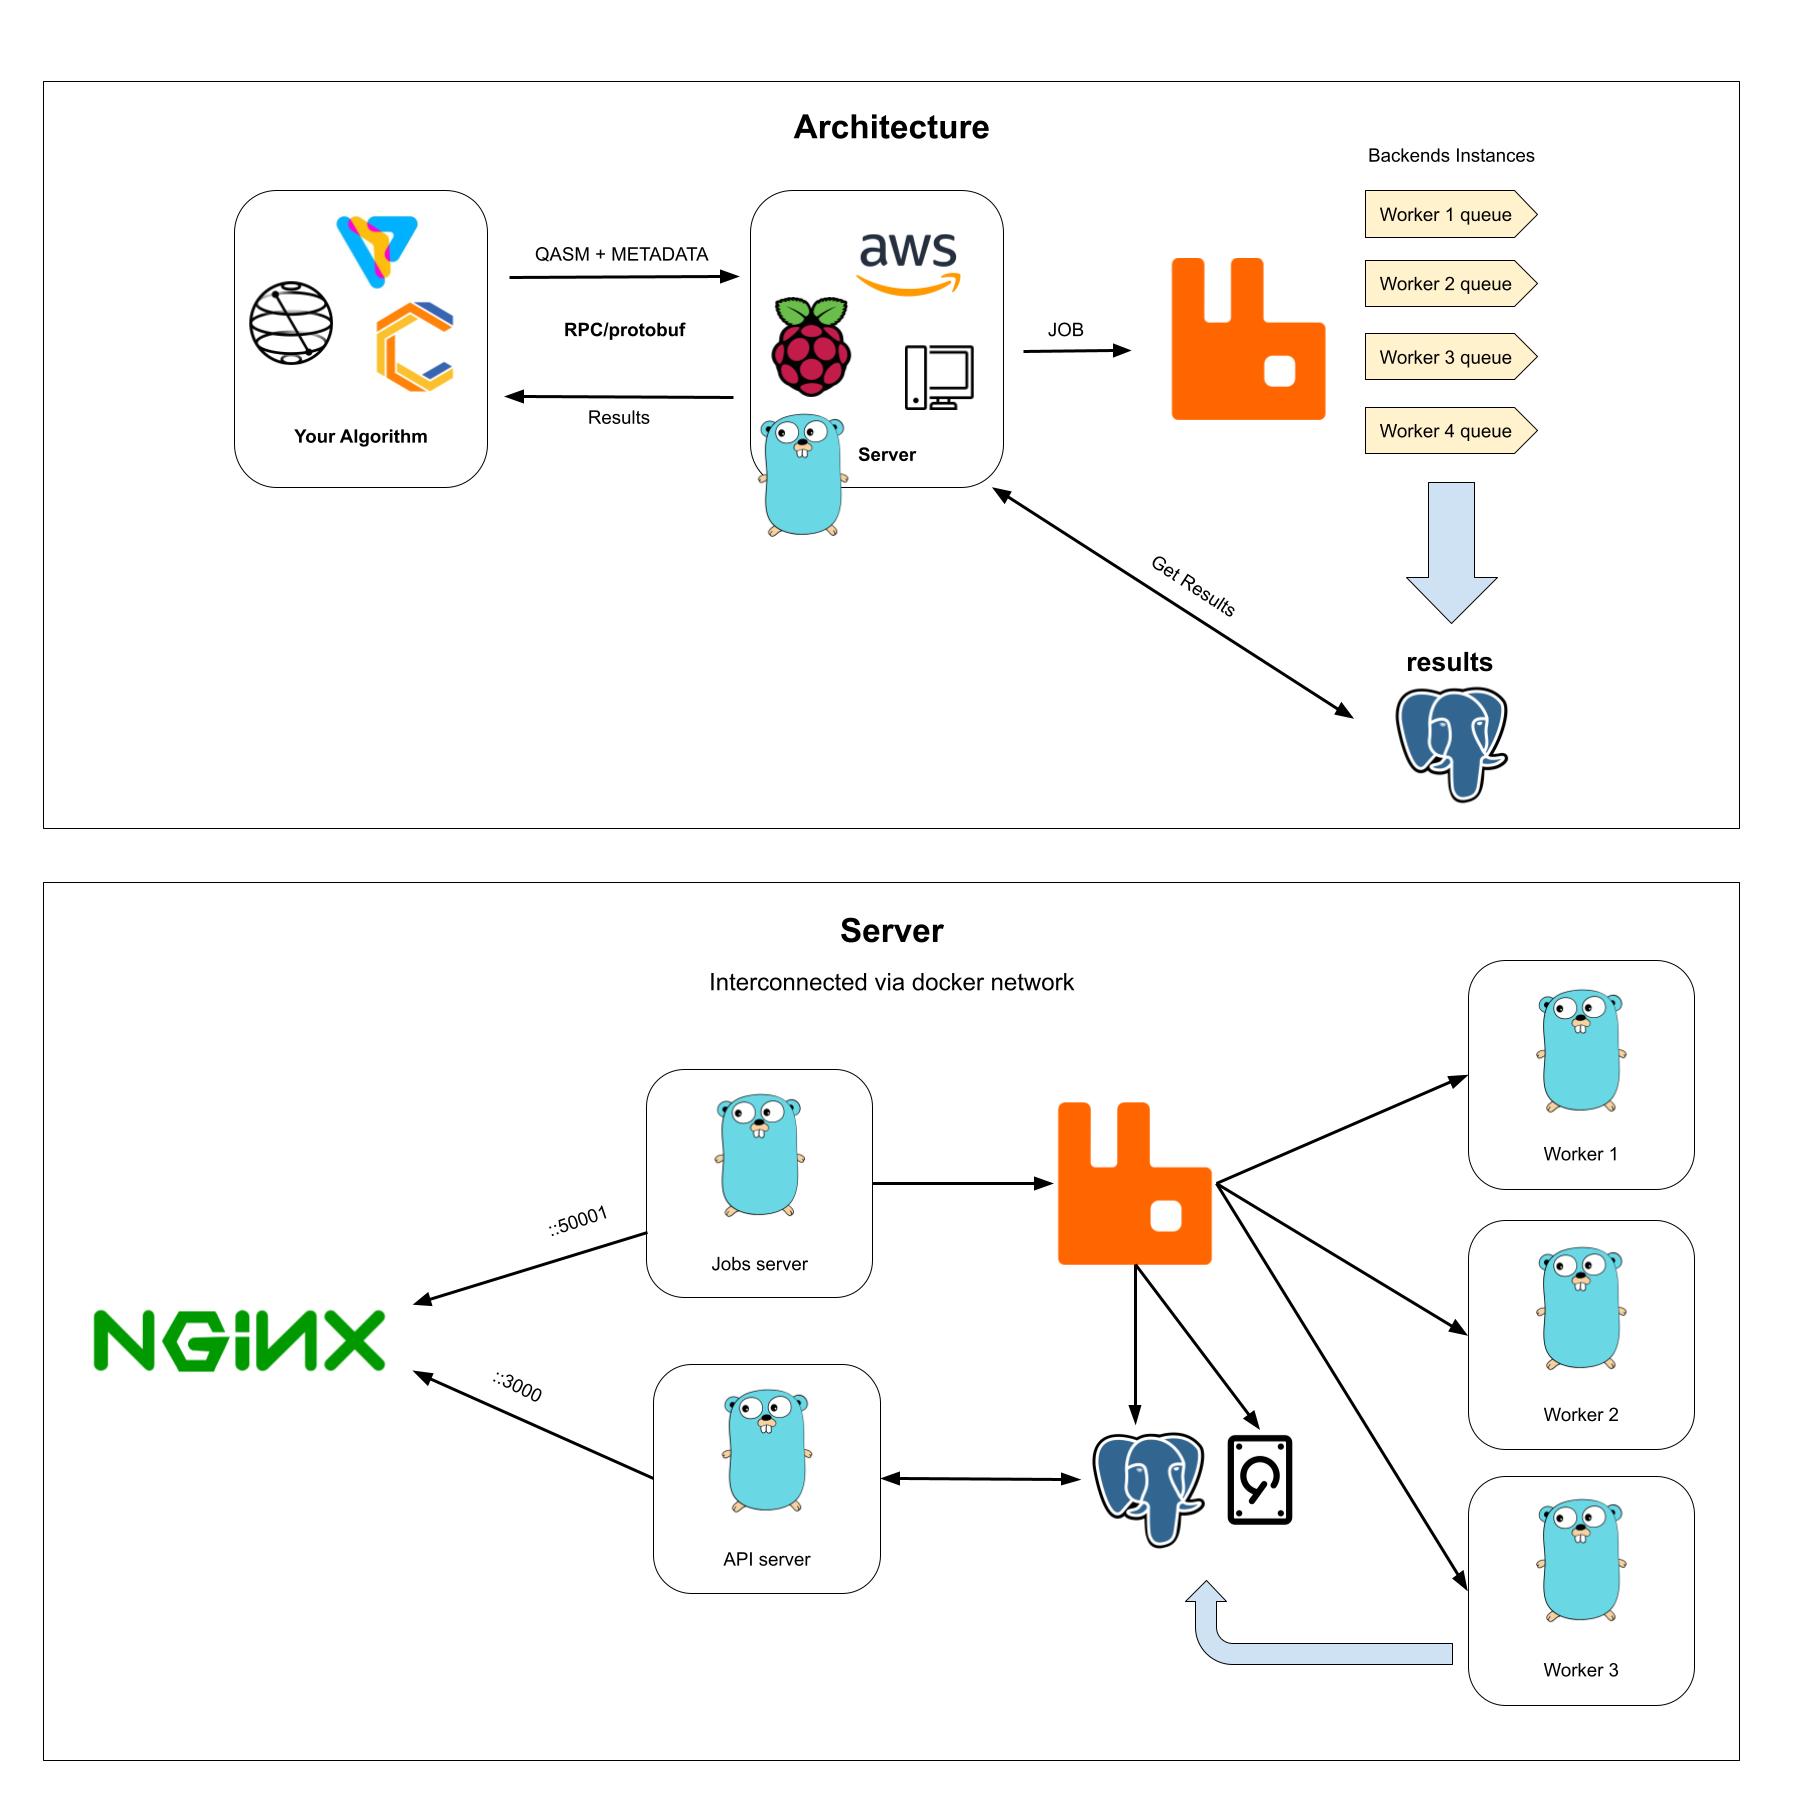 Architecture
Backends Instances
Worker 1 queue
Worker 2 queue
Worker 3 queue
Worker 4 queue
QASM + METADATA
RPC/protobuf
Results
Your Algorithm
aws
Server
JOB
Get Results
results
Server
Interconnected via docker network
Worker 1
Jobs server
::50001
NGINX
::3000
API server
Worker 2
Worker 3